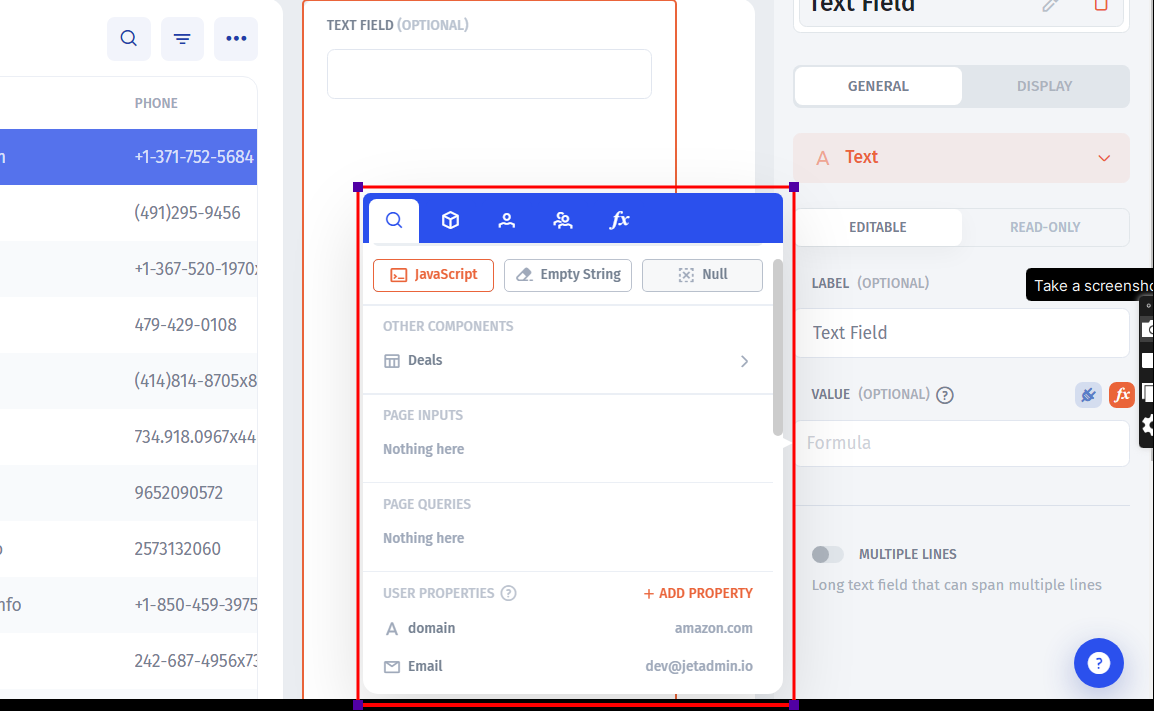 PHONE
+1-371-752-5684
(491)295-9456
+1-367-520-1970
479-429-0108
(414)814-8705x8
734.918.0967x44
9652090572
2573132060
nfo
+1-850-459-3975
242-687-4956x73
TEXT FIELD (OPTIONAL)
fx
JavaScript
Empty String
Null
OTHER COMPONENTS
Deals
PAGE INPUTS
Nothing here
PAGE QUERIES
Nothing here
USER PROPERTIES ?
+ ADD PROPERTY
A domain
amazon.com
Email
dev@jetadmin.io
Text Field
GENERAL
DISPLAY
A Text
EDITABLE
READ-ONLY
LABEL (OPTIONAL)
Take a screensho
Text Field
VALUE (OPTIONAL) ?
fx
Formula
MULTIPLE LINES
Long text field that can span multiple lines
?